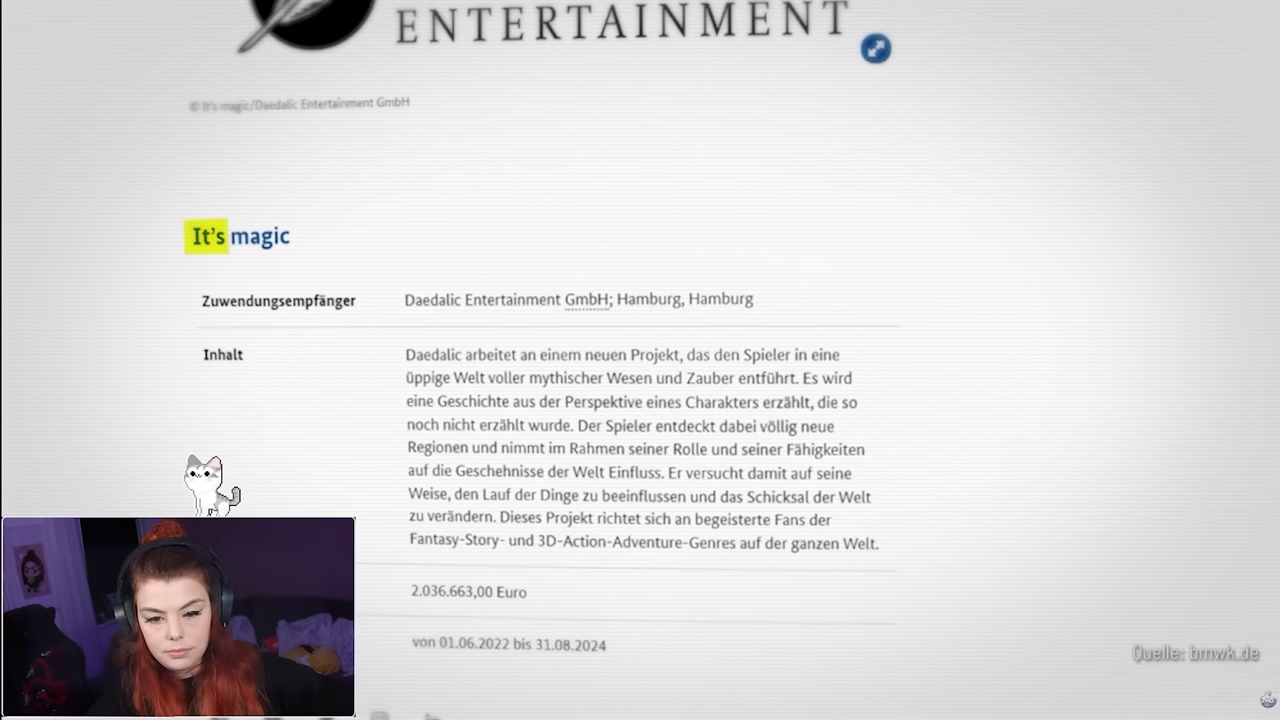 ENTERTAINMENT
© It's magic/Daedalic Entertainment GmbH
It's magic
Zuwendungsempfänger
Daedalic Entertainment GmbH; Hamburg, Hamburg
Inhalt
Daedalic arbeitet an einem neuen Projekt, das den Spieler in eine
üppige Welt voller mythischer Wesen und Zauber entführt. Es wird
eine Geschichte aus der Perspektive eines Charakters erzählt, die so
noch nicht erzählt wurde. Der Spieler entdeckt dabei völlig neue
Regionen und nimmt im Rahmen seiner Rolle und seiner Fähigkeiten
auf die Geschehnisse der Welt Einfluss. Er versucht damit auf seine
Weise, den Lauf der Dinge zu beeinflussen und das Schicksal der Welt
zu verändern. Dieses Projekt richtet sich an begeisterte Fans der
Fantasy-Story- und 3D-Action-Adventure-Genres auf der ganzen Welt.
2.036.663,00 Euro
von 01.06.2022 bis 31.08.2024
Quelle: bmwk.de